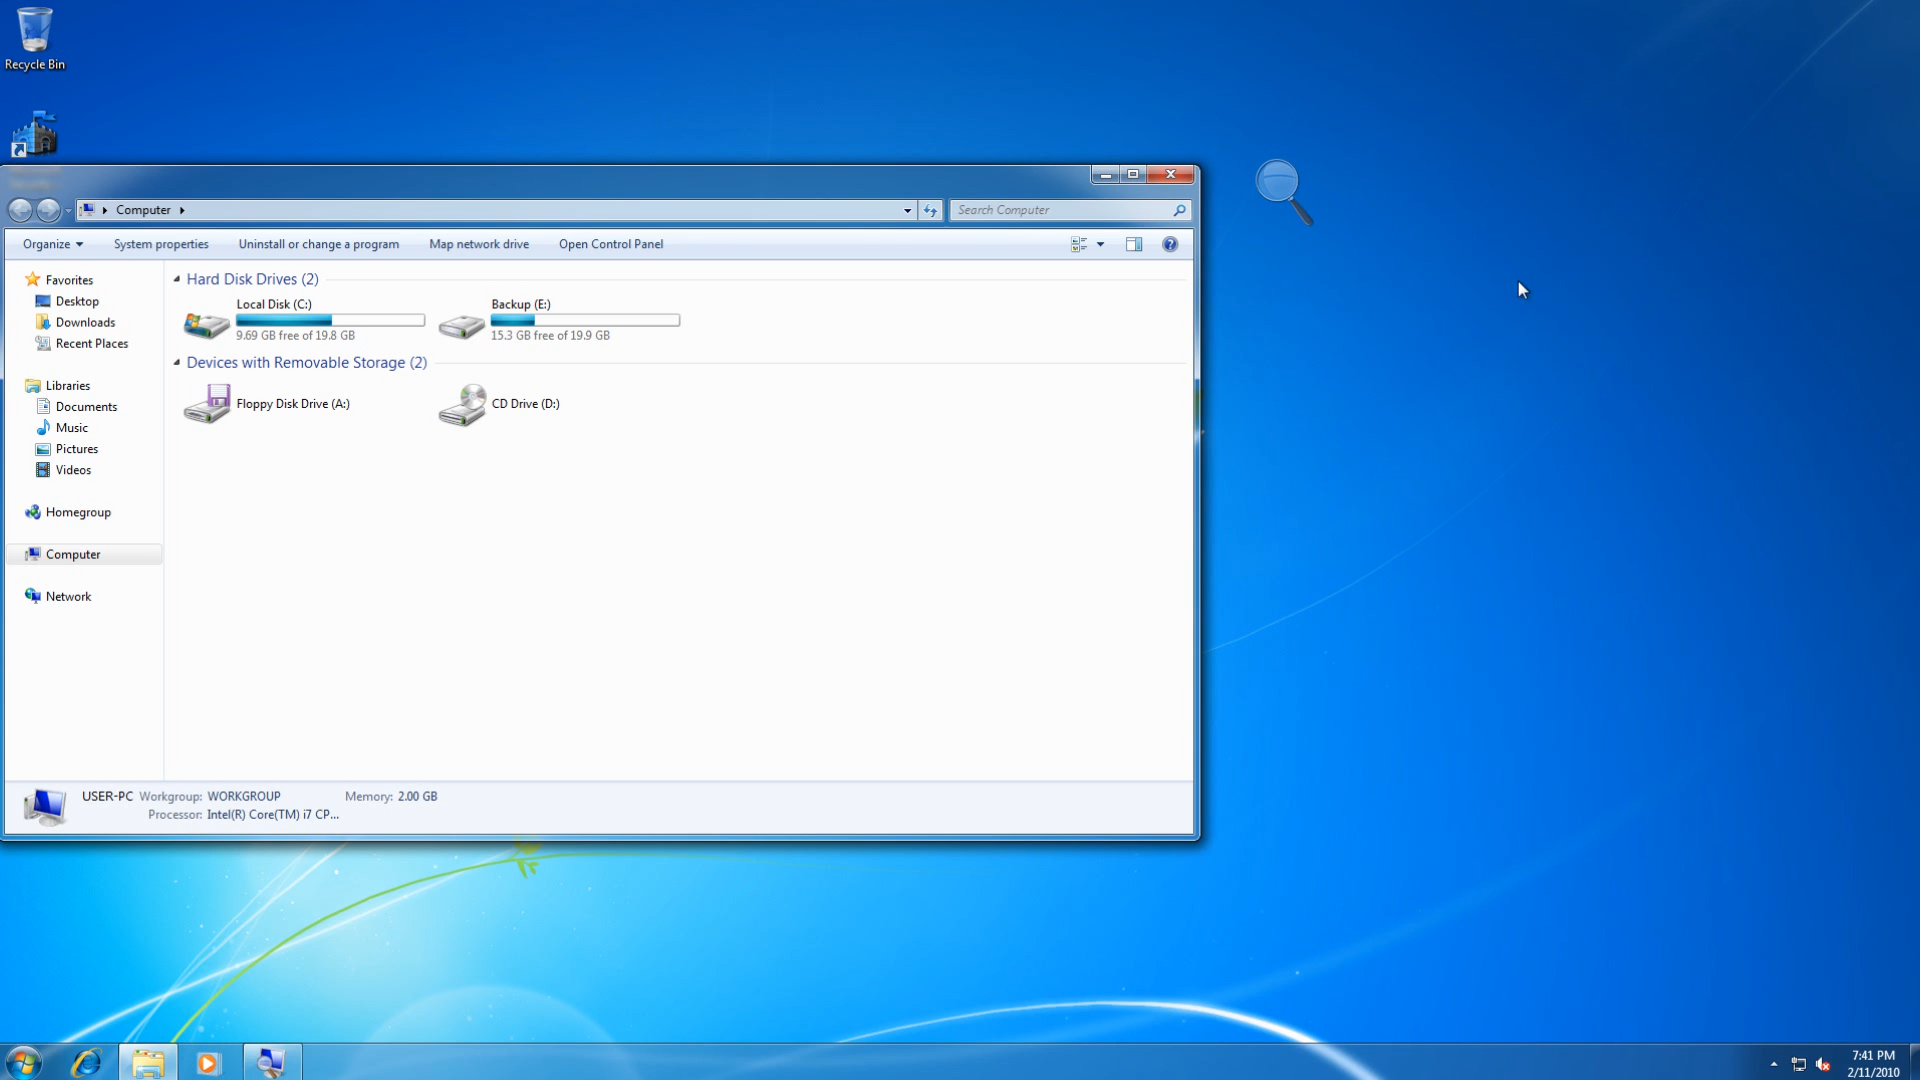 Recycle Bin
Computer
Search Computer
Organize
System properties
Uninstall or change a program
Map network drive
Open Control Panel
Favorites
Desktop
Downloads
Recent Places
Libraries
Documents
Music
Pictures
Videos
Homegroup
Computer
Network
Hard Disk Drives (2)
Local Disk (C:)
9.69 GB free of 19.8 GB
Backup (E:)
15.3 GB free of 19.9 GB
Devices with Removable Storage (2)
Floppy Disk Drive (A:)
CD Drive (D:)
USER-PC Workgroup: WORKGROUP Memory: 2.00 GB
Processor: Intel(R) Core(TM) i7 CP...
7:41 PM
2/11/2010